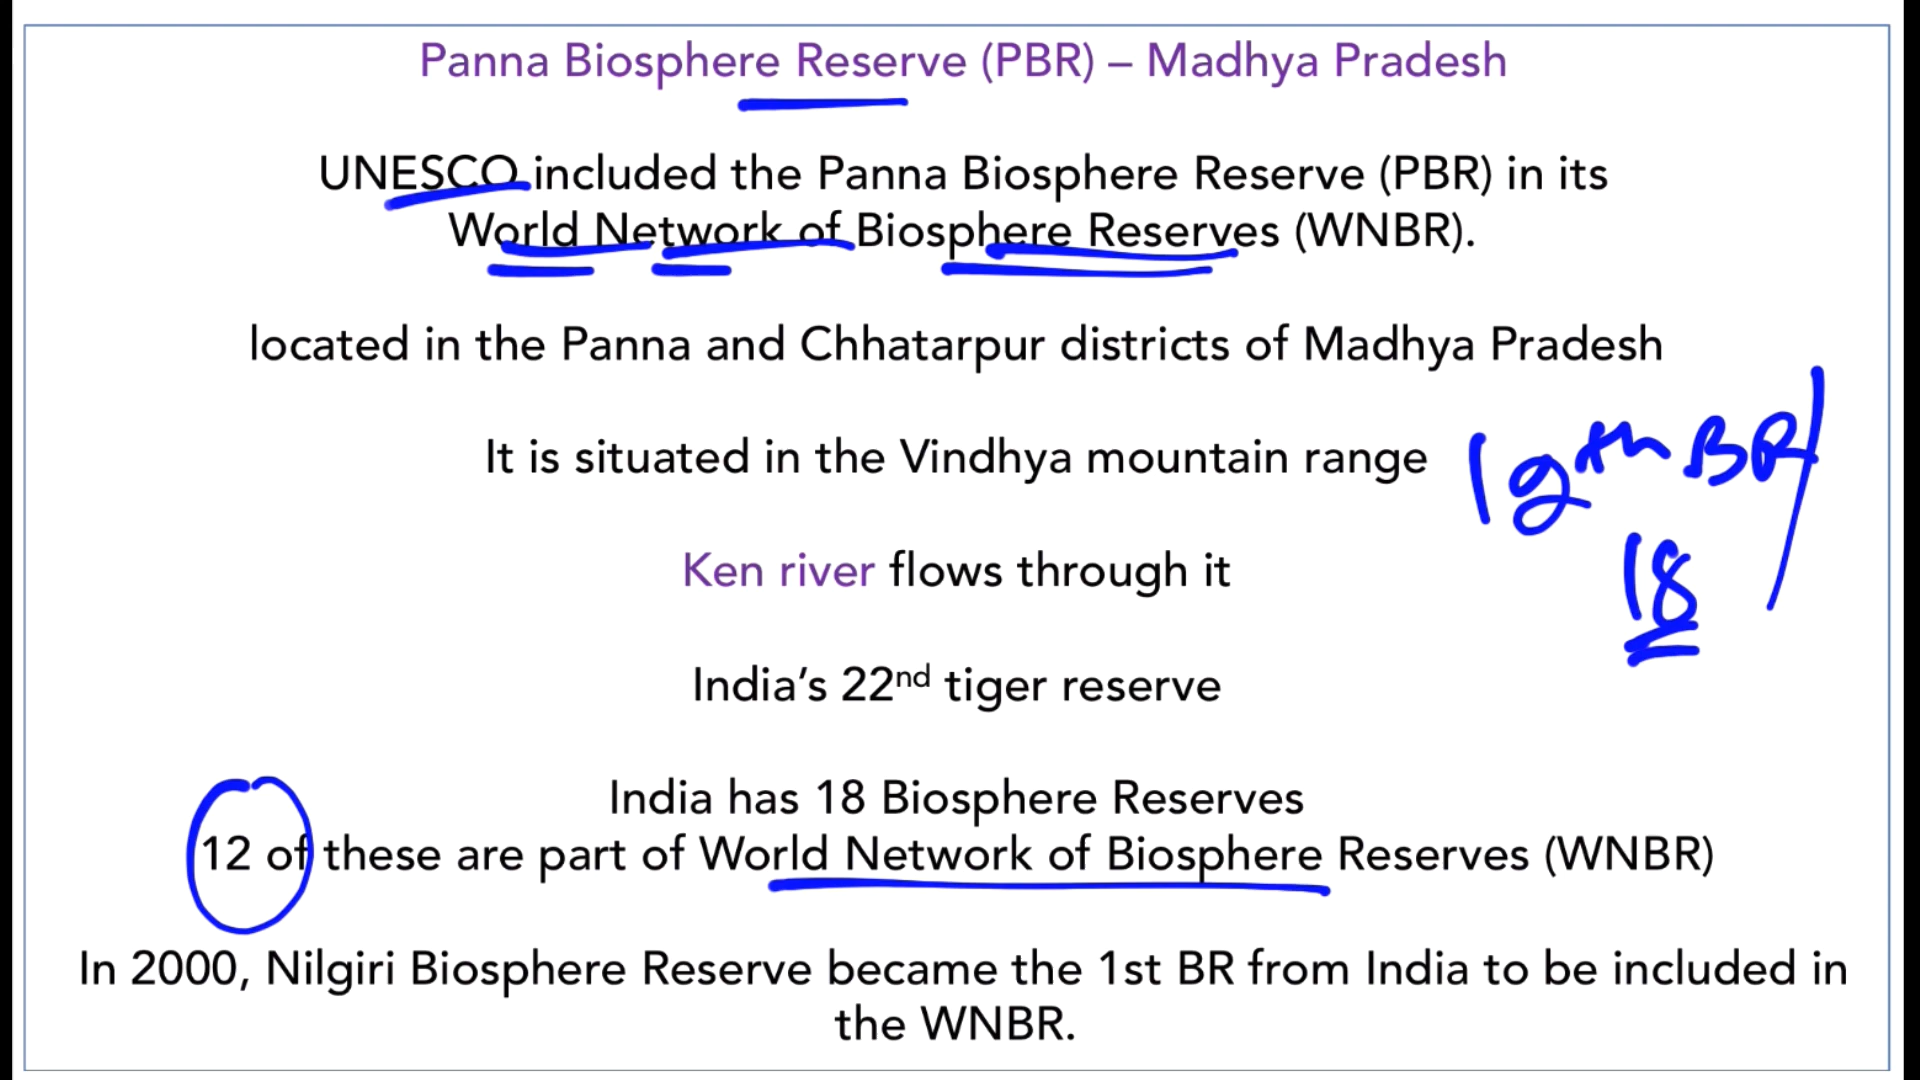 Panna Biosphere Reserve (PBR) – Madhya Pradesh
UNESCO included the Panna Biosphere Reserve (PBR) in its
World Network of Biosphere Reserves (WNBR).
located in the Panna and Chhatarpur districts of Madhya Pradesh
It is situated in the Vindhya mountain range
12th BR/
18
Ken river flows through it
India’s 22nd tiger reserve
India has 18 Biosphere Reserves
12 of these are part of World Network of Biosphere Reserves (WNBR)
In 2000, Nilgiri Biosphere Reserve became the 1st BR from India to be included in
the WNBR.